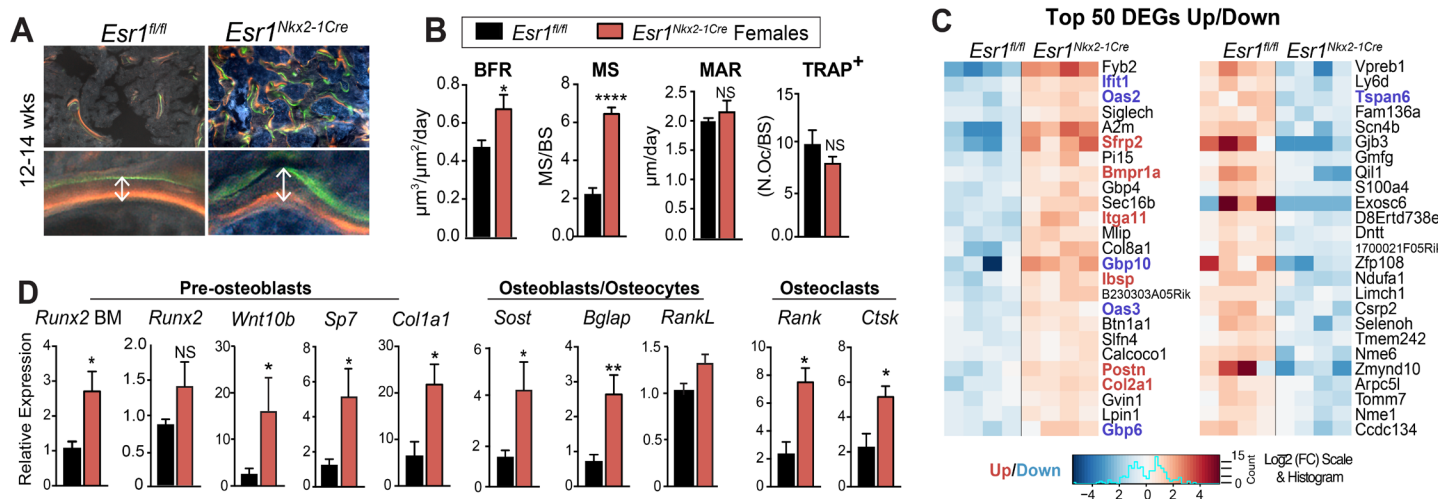 A
Esr1fl/fl
Esr1Nkx2-1Cre
12-14 wks
B
Esr1fl/fl Esr1Nkx2-1Cre Females
BFR
*
0.8
0.6
0.4
0.2
0.0
µm3/µm2/day
MS
****
8
6
4
2
0.0
MS/BS
MAR
NS
2.5
2.0
1.5
1.0
0.5
0.0
µm/day
TRAP+
NS
15
10
5
0.0
(N.Oc/BS)
C
Top 50 DEGs Up/Down
Esr1fl/fl Esr1Nkx2-1Cre
Fyb2
Ifit1
Oas2
Siglech
A2m
Sfrp2
Pi15
Bmpr1a
Gbp4
Sec16b
Itga11
Mlip
Col8a1
Gbp10
Ibsp
B230303A05Rik
Oas3
Btn1a1
Slfn4
Calcoco1
Postn
Col2a1
Gvin1
Lpin1
Gbp6
Esr1fl/fl Esr1Nkx2-1Cre
Vpreb1
Ly6d
Tspan6
Fam136a
Scn4b
Gjb3
Gmfg
Qil1
S100a4
Exosc6
D8Ertd738e
Dntt
1700021F05Rik
Zfp108
Ndufa1
Limch1
Csrp2
Selenoh
Tmem242
Nme6
Zmynd10
Arpc5l
Tomm7
Nme1
Ccdc134
Up/Down
−4 −2 0 2 4
15
0
Count
Log2 (FC) Scale
& Histogram
D
Pre-osteoblasts
Osteoblasts/Osteocytes
Osteoclasts
Relative Expression
Runx2 BM
*
4
3
2
1
0
Runx2
NS
2.0
1.5
1.0
0.5
0.0
Wnt10b
*
30
20
10
0
Sp7
*
8
6
4
2
0
Col1a1
*
30
20
10
0
Sost
*
6
4
2
0
Bglap
**
4
3
2
1
0
RankL
1.5
1.0
0.5
0.0
Rank
*
10
8
6
4
2
0
Ctsk
*
8
6
4
2
0